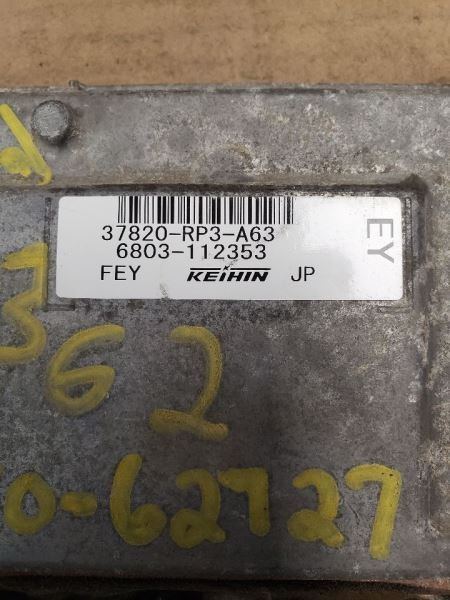 d
37820-RP3-A63
6803-112353
FEY KEIHIN JP
EY
362
0-62727